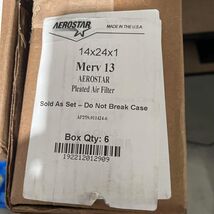 AEROSTAR
MADE IN THE U.S.A.
14x24x1
Merv 13
AEROSTAR
Pleated Air Filter
Sold As Set – Do Not Break Case
Box Qty: 6
192212012909